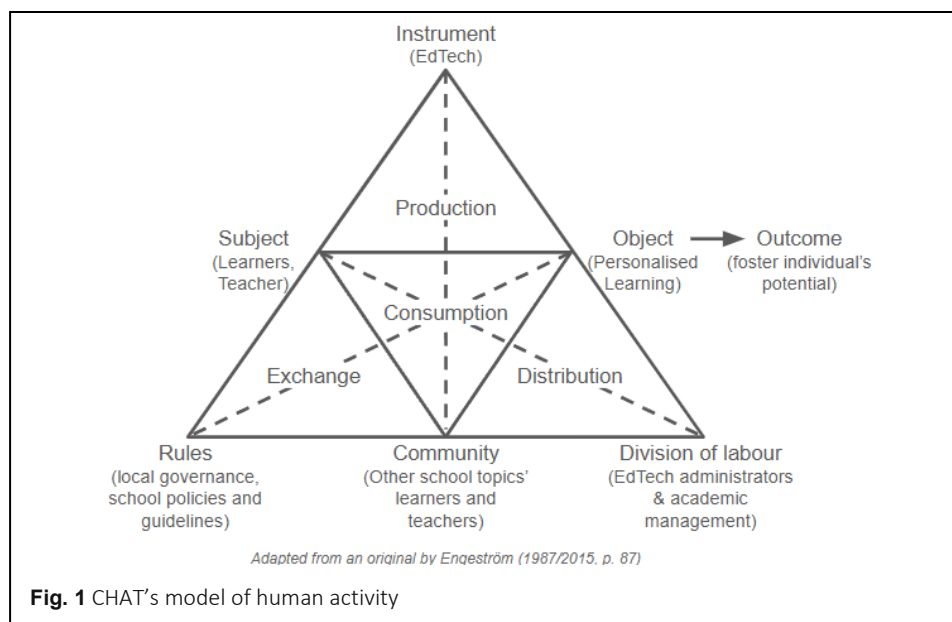 Instrument
(EdTech)
Production
Subject
(Learners,
Teacher)
Object
(Personalised
Learning)
Outcome
(foster individual's
potential)
Consumption
Exchange
Distribution
Rules
(local governance,
school policies and
guidelines)
Community
(Other school topics'
learners and
teachers)
Division of labour
(EdTech administrators
& academic
management)
Adapted from an original by Engeström (1987/2015, p. 87)
Fig. 1 CHAT's model of human activity